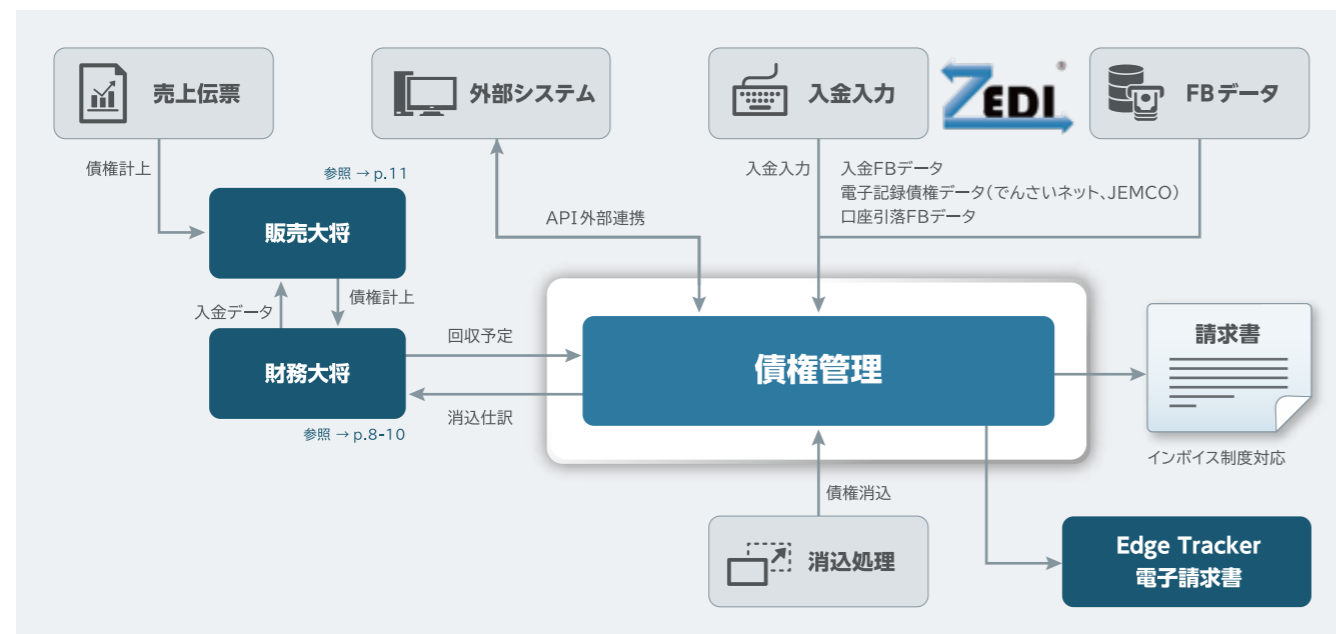 売上伝票
外部システム
入金入力
ZEDI
®
FBデータ
債権計上
参照 → p.11
販売大将
API外部連携
入金入力
入金FBデータ
電子記録債権データ(でんさいネット、JEMCO)
口座引落FBデータ
入金データ
債権計上
財務大将
参照 → p.8-10
回収予定
消込仕訳
債権管理
請求書
インボイス制度対応
債権消込
消込処理
Edge Tracker
電子請求書